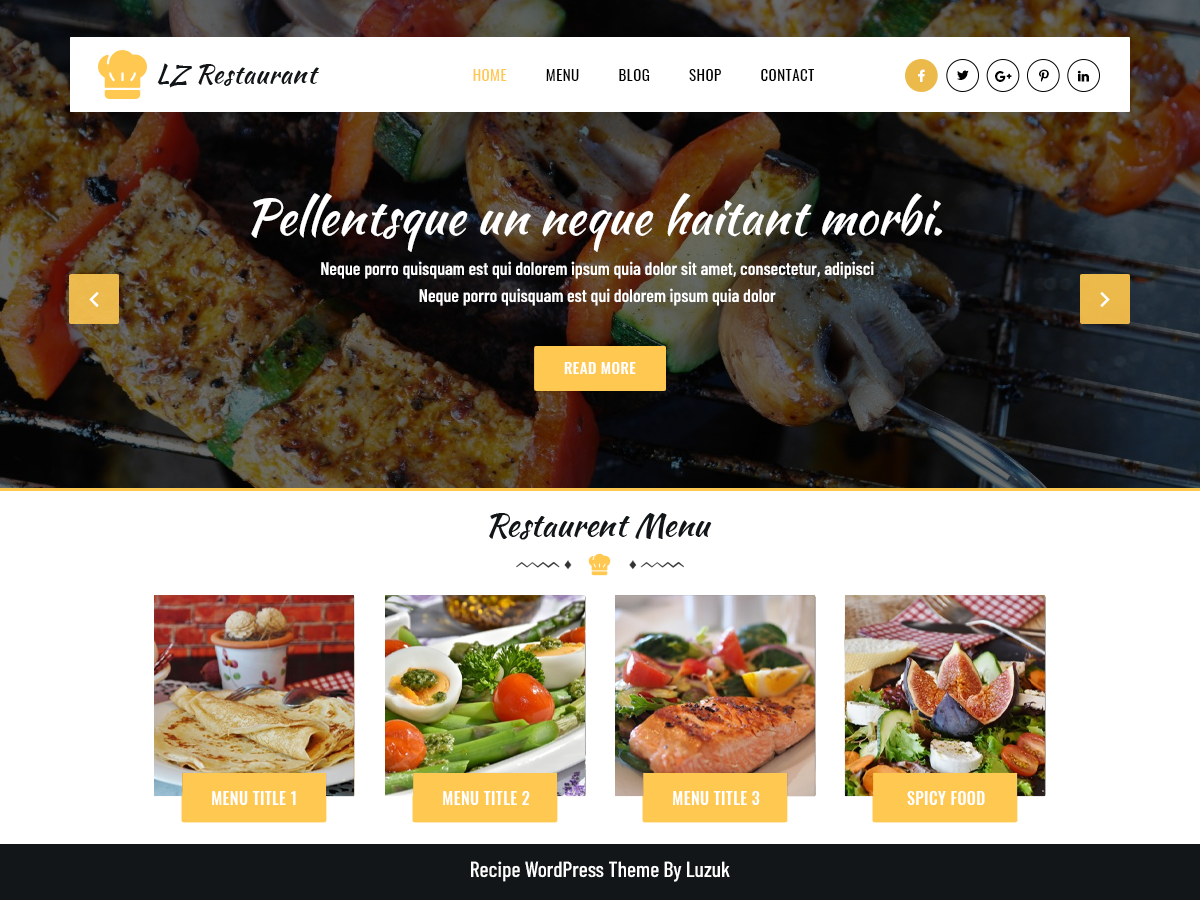 LZ Restaurant
HOME MENU BLOG SHOP CONTACT
Pellentsque un neque haitant morbi.
Neque porro quisquam est qui dolorem ipsum quia dolor sit amet, consectetur, adipisci
Neque porro quisquam est qui dolorem ipsum quia dolor
READ MORE
Restaurent Menu
MENU TITLE 1
MENU TITLE 2
MENU TITLE 3
SPICY FOOD
Recipe WordPress Theme By Luzuk